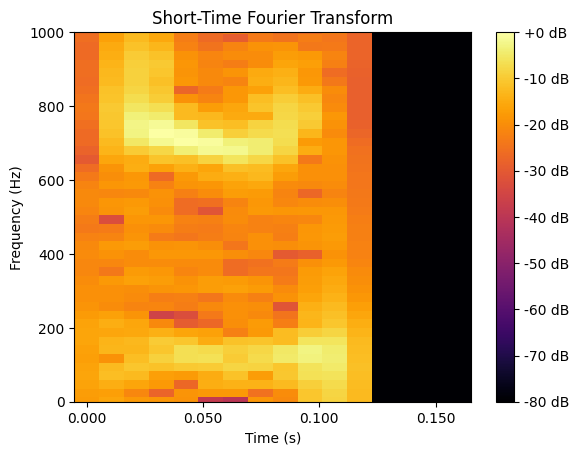 Short-Time Fourier Transform
1000
800
600
400
200
0
Frequency (Hz)
0.000
0.050
0.100
0.150
Time (s)
+0 dB
-10 dB
-20 dB
-30 dB
-40 dB
-50 dB
-60 dB
-70 dB
-80 dB